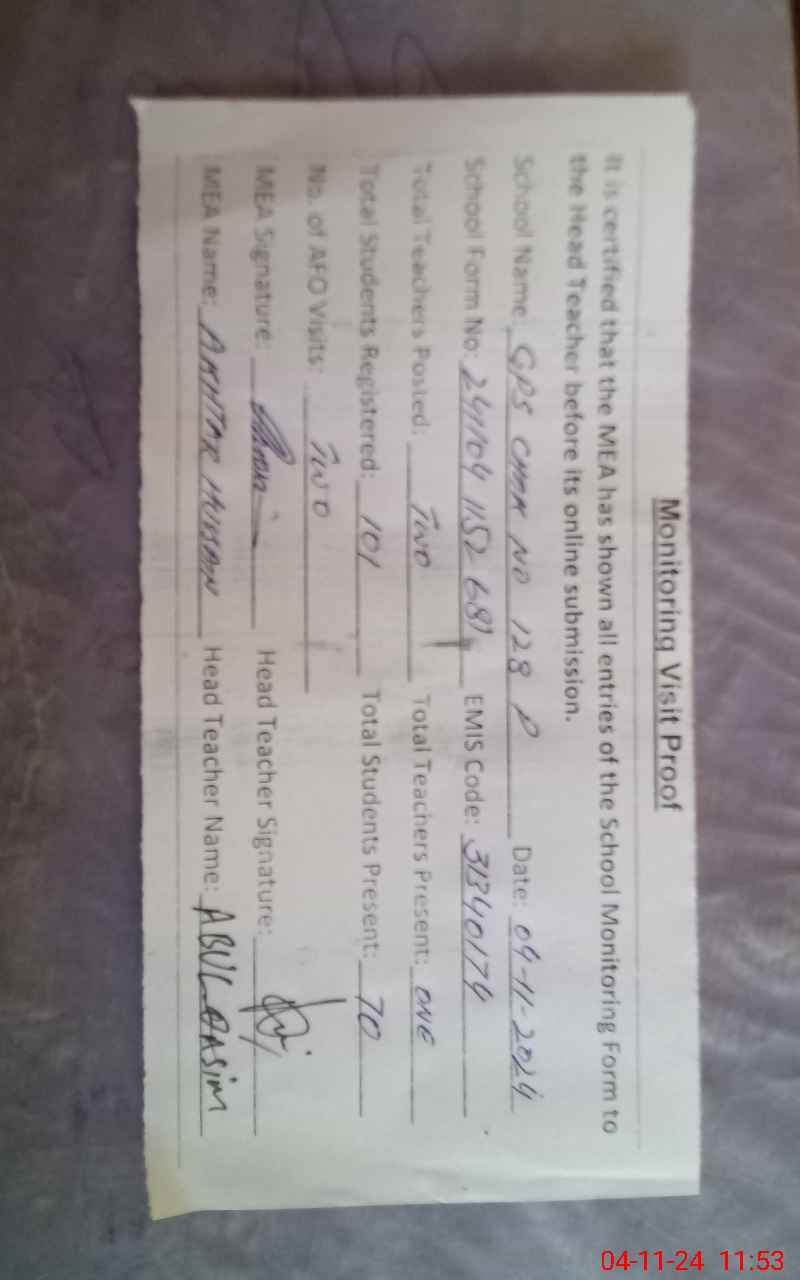 Monitoring Visit Proof
It is certified that the MEA has shown all entries of the School Monitoring Form to
the Head Teacher before its online submission.
School Name: GPS CHAK NO 128 P Date: 04-11-2024
School Form No: 241104 1152 681 EMIS Code: 31340174
Total Teachers Posted: TWO Total Teachers Present: ONE
Total Students Registered: 101 Total Students Present: 70
No. of AEO Visits: TWO
MEA Signature: Head Teacher Signature:
MEA Name: AKHTAR HUSSAIN Head Teacher Name: ABUL QASIM
04-11-24 11:53